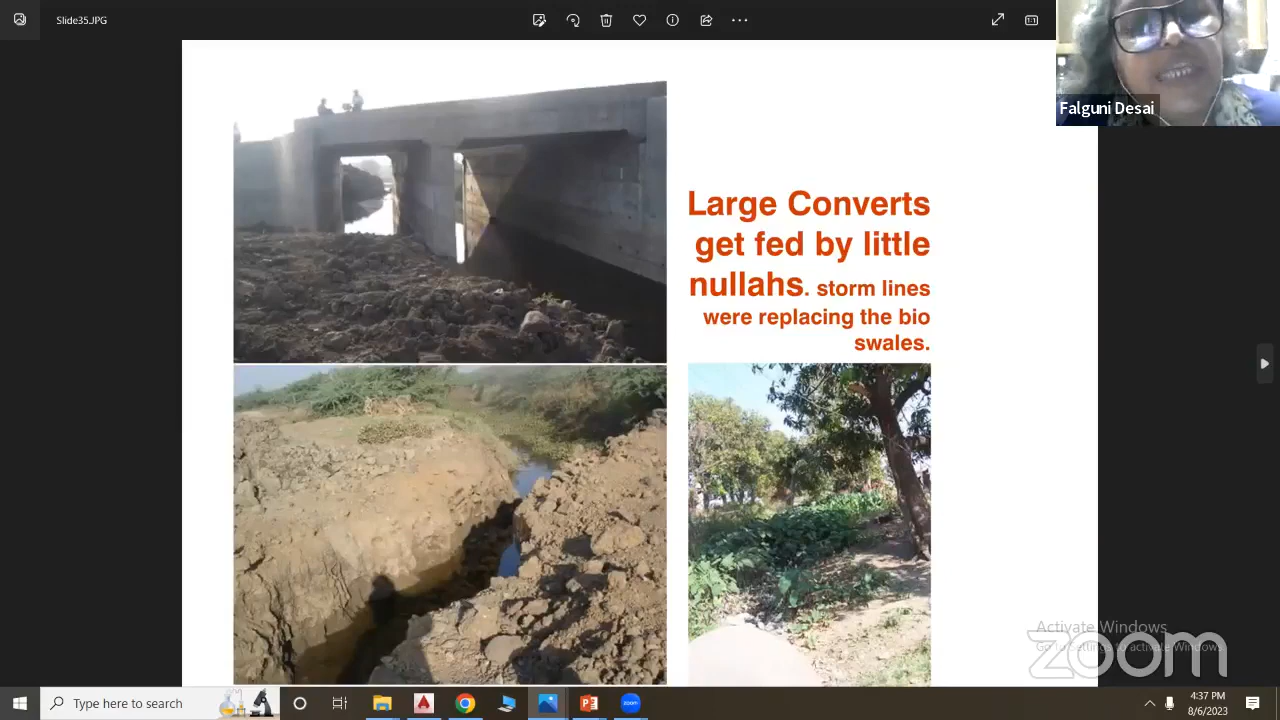 Slide35.JPG
Falguni Desai
Large Converts
get fed by little
nullahs. storm lines
were replacing the bio
swales.
Activate Windows
Go to Settings to activate Windows.
zoom
Type here to search
zoom
4:37 PM
8/6/2023